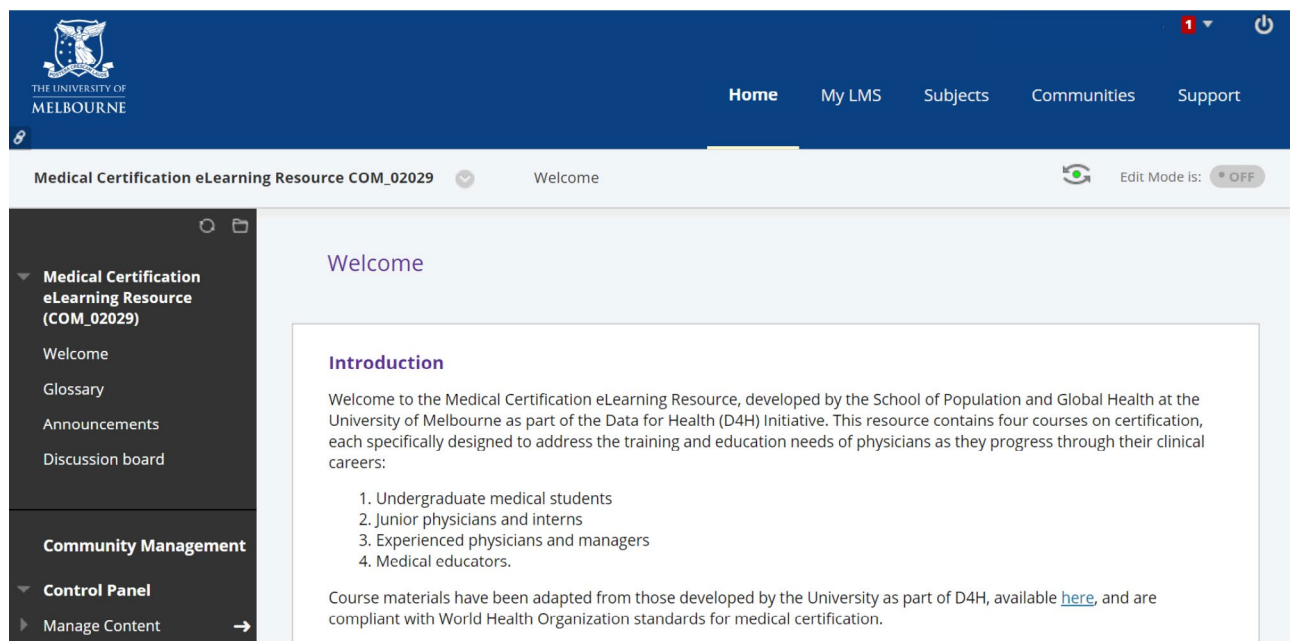 1
THE UNIVERSITY OF
MELBOURNE
Home
My LMS
Subjects
Communities
Support
Medical Certification eLearning Resource COM_02029
Welcome
Edit Mode is:
OFF
Medical Certification
eLearning Resource
(COM_02029)
Welcome
Glossary
Announcements
Discussion board
Community Management
Control Panel
Manage Content
Welcome
Introduction
Welcome to the Medical Certification eLearning Resource, developed by the School of Population and Global Health at the
University of Melbourne as part of the Data for Health (D4H) Initiative. This resource contains four courses on certification,
each specifically designed to address the training and education needs of physicians as they progress through their clinical
careers:
1. Undergraduate medical students
2. Junior physicians and interns
3. Experienced physicians and managers
4. Medical educators.
Course materials have been adapted from those developed by the University as part of D4H, available here, and are
compliant with World Health Organization standards for medical certification.